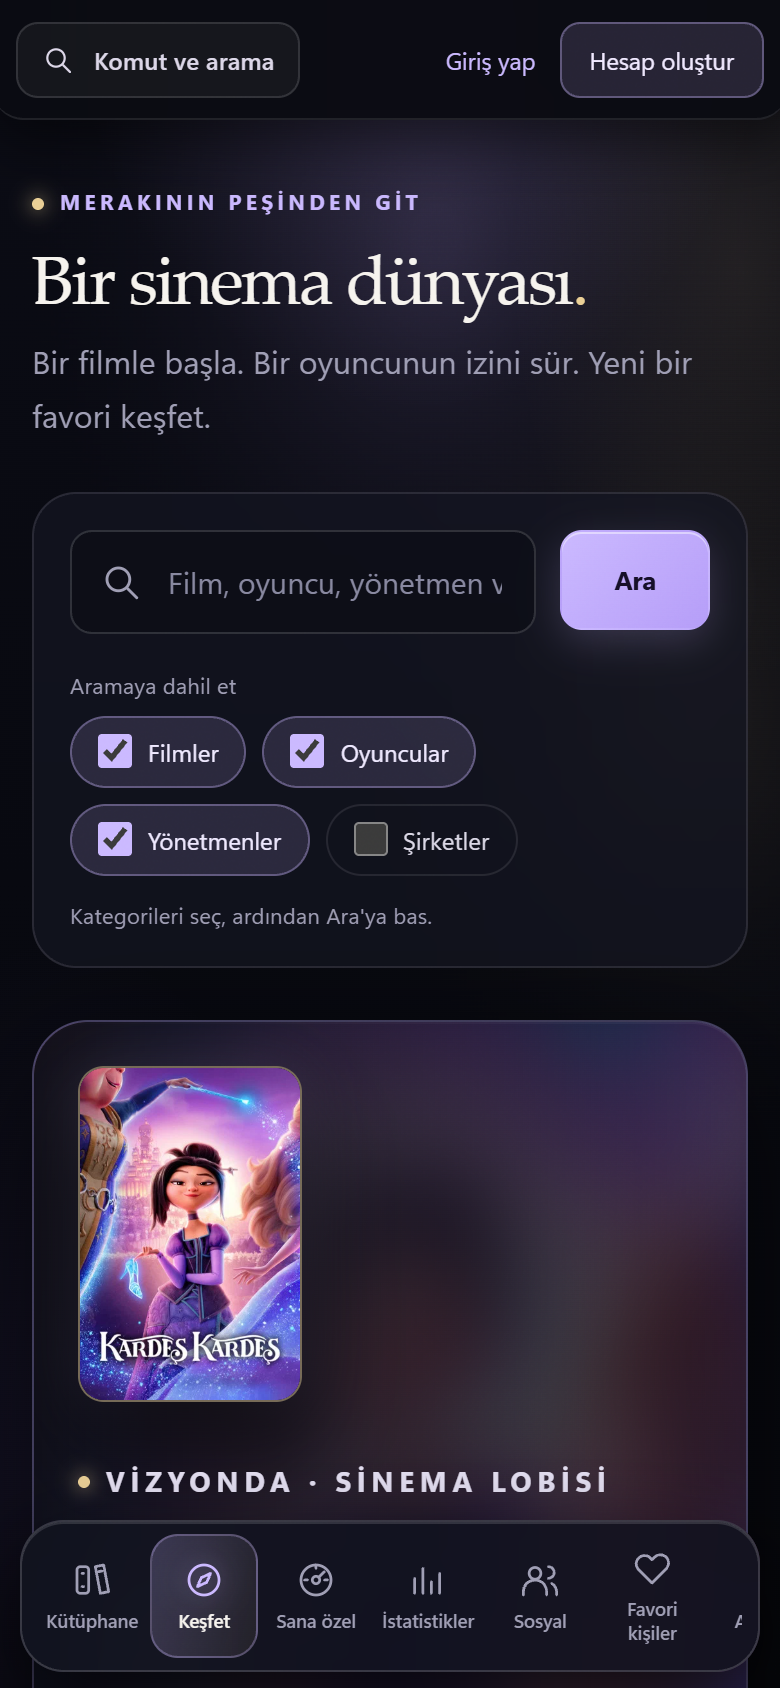 Komut ve arama
Giriş yap
Hesap oluştur
MERAKININ PEŞİNDEN GİT
Bir sinema dünyası.
Bir filmle başla. Bir oyuncunun izini sür. Yeni bir
favori keşfet.
Film, oyuncu, yönetmen v
Ara
Aramaya dahil et
Filmler
Oyuncular
Yönetmenler
Şirketler
Kategorileri seç, ardından Ara'ya bas.
KARDEŞ KARDEŞ
VİZYONDA · SİNEMA LOBİSİ
Kütüphane
Keşfet
Sana özel
İstatistikler
Sosyal
Favori
kişiler